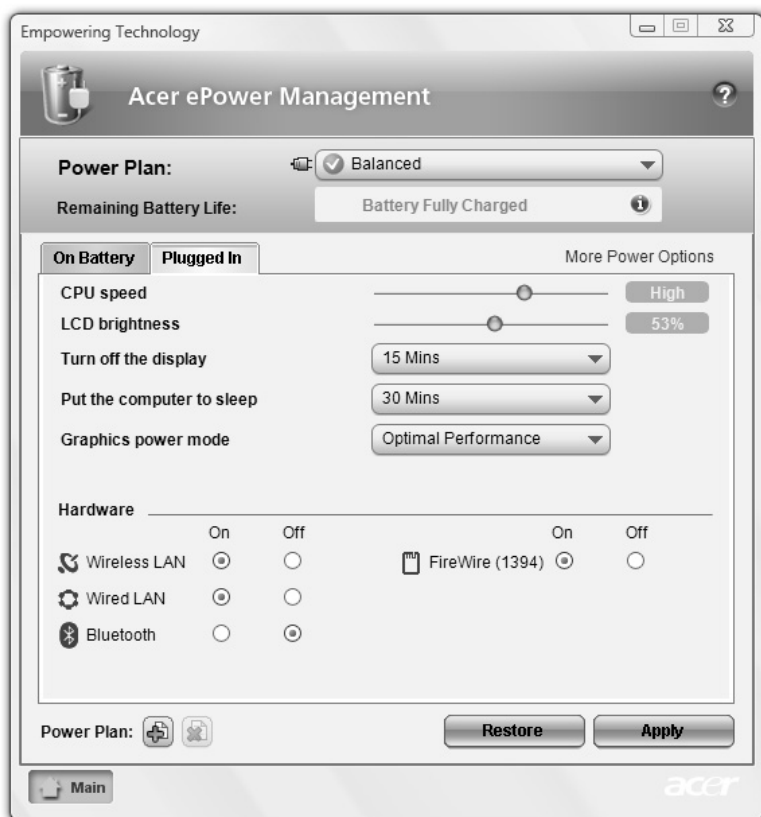 Empowering Technology
Acer ePower Management
Power Plan: Balanced
Remaining Battery Life: Battery Fully Charged
On Battery Plugged In More Power Options
CPU speed High
LCD brightness 53%
Turn off the display 15 Mins
Put the computer to sleep 30 Mins
Graphics power mode Optimal Performance
Hardware
On Off On Off
Wireless LAN FireWire (1394)
Wired LAN
Bluetooth
Power Plan: Restore Apply
Main acer